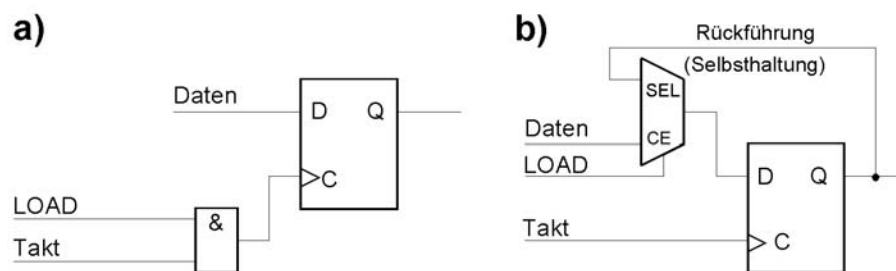 a)
Daten
D Q
C
LOAD
&
Takt
b)
Rückführung
(Selbsthaltung)
SEL
Daten
CE
LOAD
D Q
Takt
C